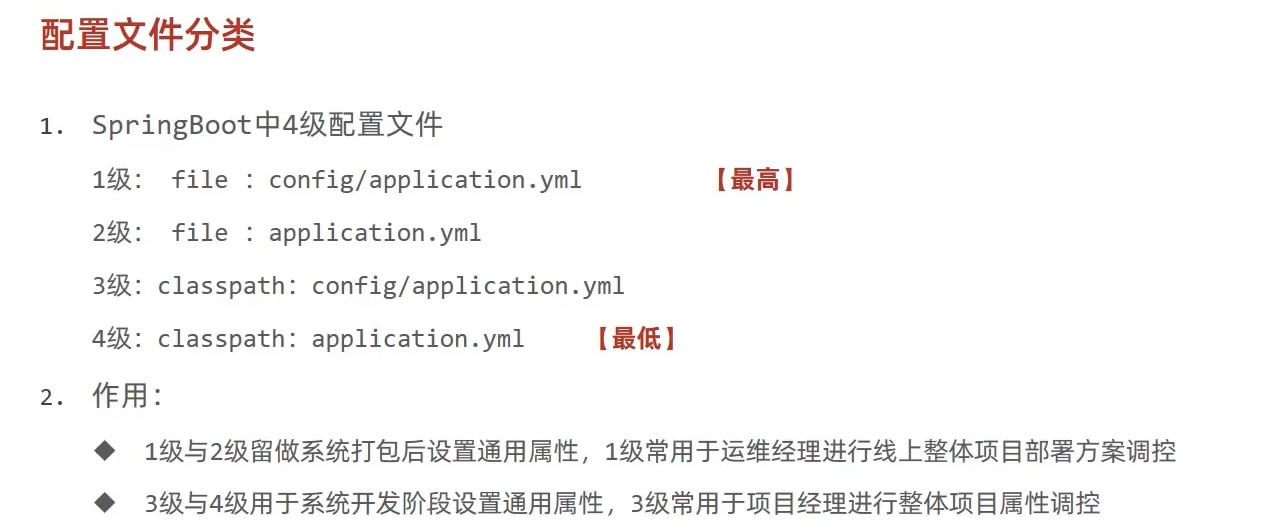 配置文件分类
1. SpringBoot中4级配置文件
1级： file ：config/application.yml 【最高】
2级： file ：application.yml
3级：classpath：config/application.yml
4级：classpath：application.yml 【最低】
2. 作用：
◆ 1级与2级留做系统打包后设置通用属性，1级常用于运维经理进行线上整体项目部署方案调控
◆ 3级与4级用于系统开发阶段设置通用属性，3级常用于项目经理进行整体项目属性调控